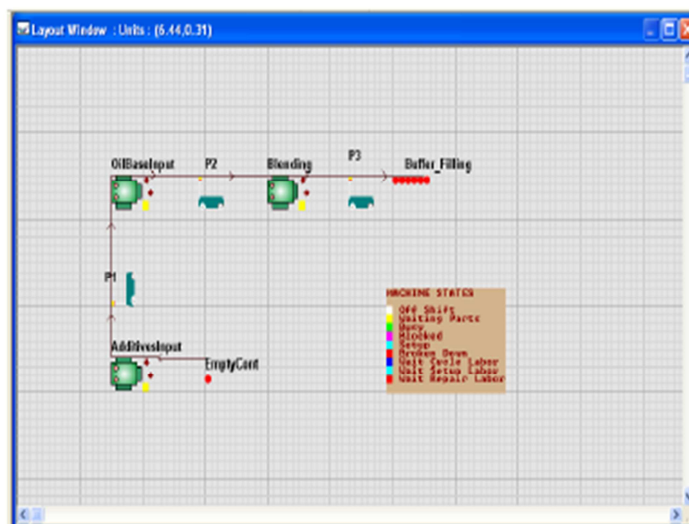 Layout Window : Units : (6.44,0.31)
OilBaseInput P2 Blending P3 Buffer_Filling
P1
AdditivesInput
EmptyCont
MACHINE STATES
Off Shift
Waiting Parts
Busy
Blocked
Setup
Broken Down
Wait Cycle Labor
Wait Setup Labor
Wait Repair Labor